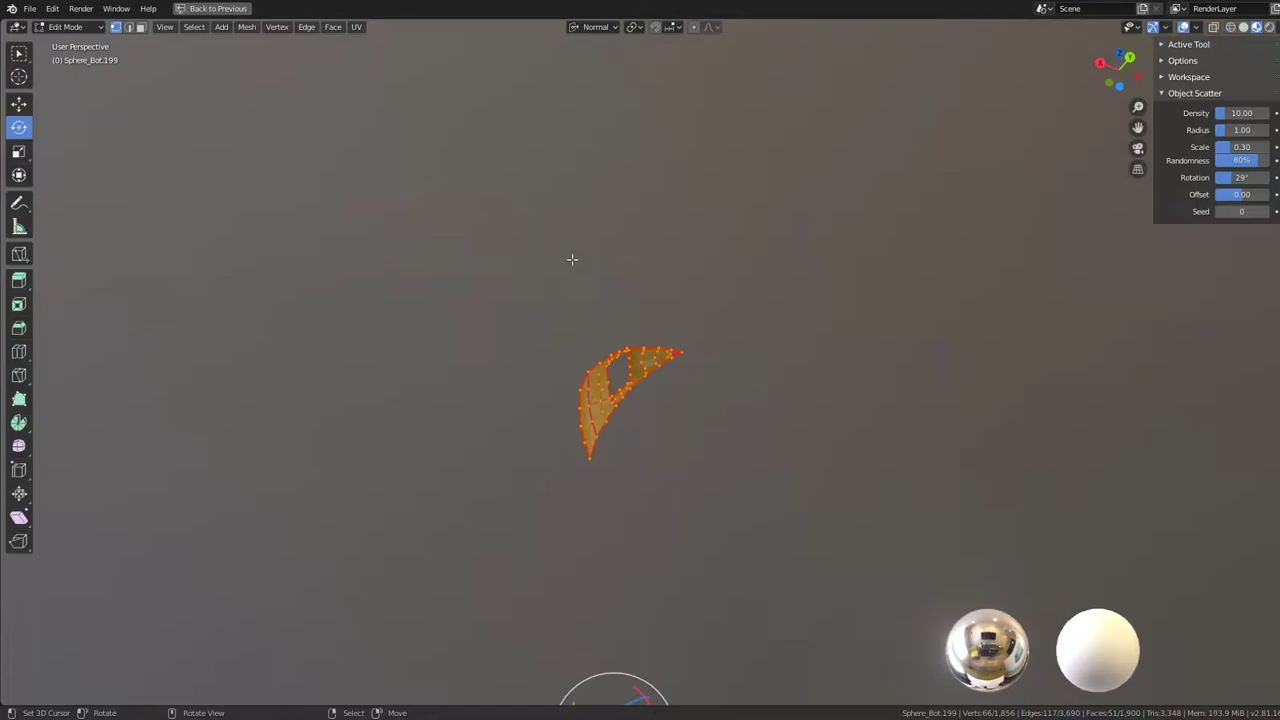 File Edit Render Window Help Back to Previous Scene RenderLayer
Edit Mode View Select Add Mesh Vertex Edge Face UV Normal
User Perspective
(0) Sphere_Bot.199
X Y Z
Active Tool
Options
Workspace
Object Scatter
Density 10.00
Radius 1.00
Scale 0.30
Randomness 80%
Rotation 29°
Offset 0.00
Seed 0
Set 3D Cursor Rotate Rotate View Select Move Sphere_Bot.199 | Verts:66/1,856 | Edges:117/3,690 | Faces:51/1,900 | Tris:3,348 | Mem: 193.9 MiB | v2.81.16